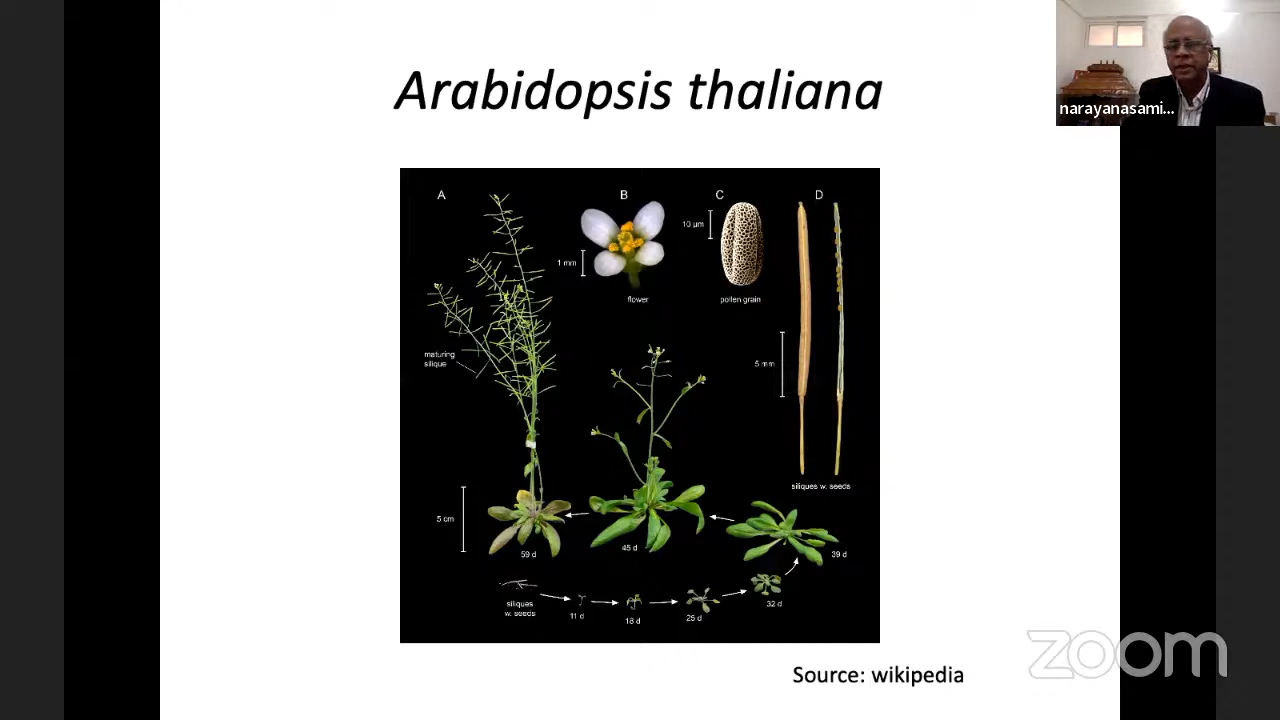 Arabidopsis thaliana
narayanasami...
A
B
C
D
10 µm
1 mm
flower
pollen grain
maturing
silique
5 mm
siliques w. seeds
5 cm
59 d
45 d
39 d
siliques
w. seeds
11 d
18 d
25 d
32 d
Source: wikipedia
zoom